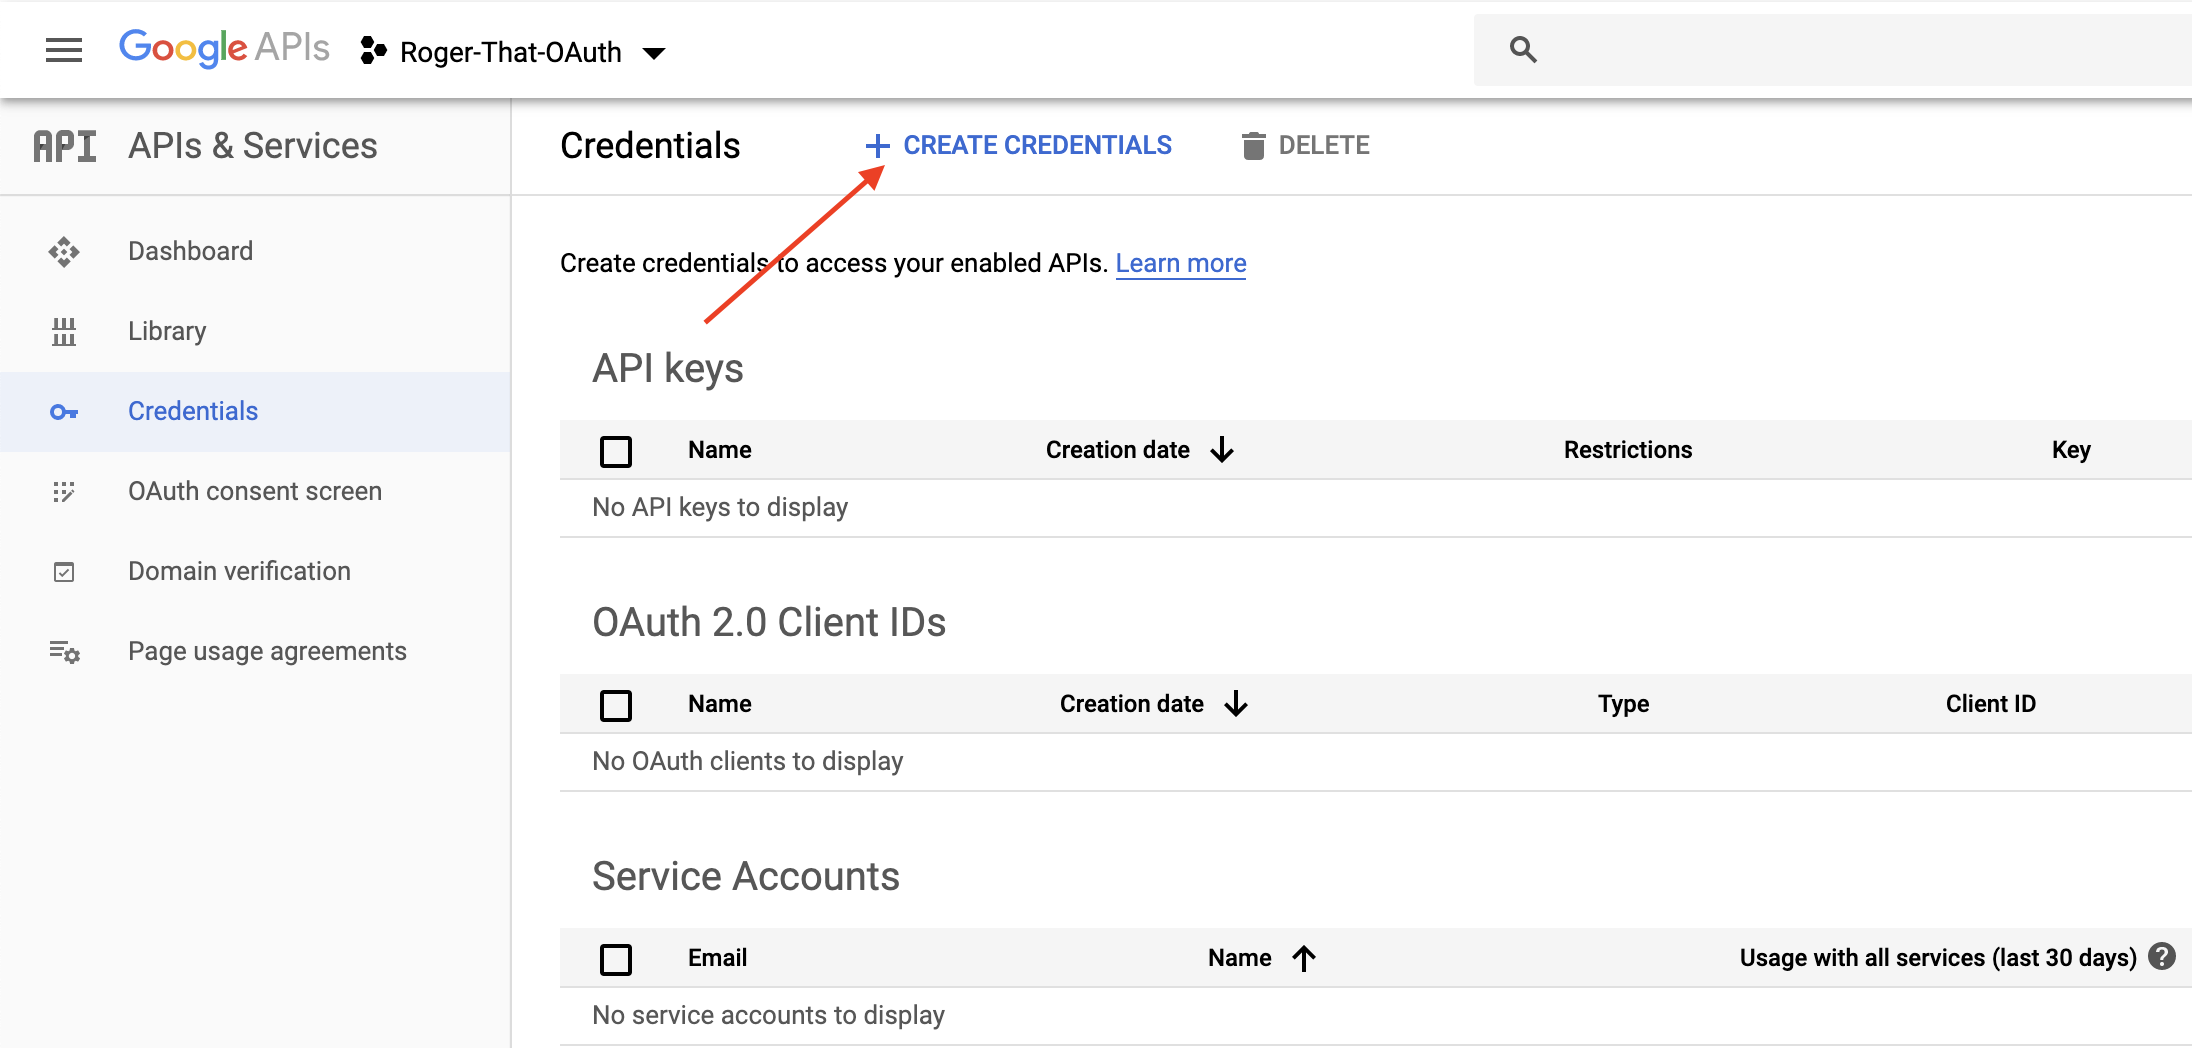 Google APIs Roger-That-OAuth
API APIs & Services
Credentials + CREATE CREDENTIALS DELETE
Dashboard
Library
Credentials
OAuth consent screen
Domain verification
Page usage agreements
Create credentials to access your enabled APIs. Learn more
API keys
Name Creation date Restrictions Key
No API keys to display
OAuth 2.0 Client IDs
Name Creation date Type Client ID
No OAuth clients to display
Service Accounts
Email Name Usage with all services (last 30 days) ?
No service accounts to display